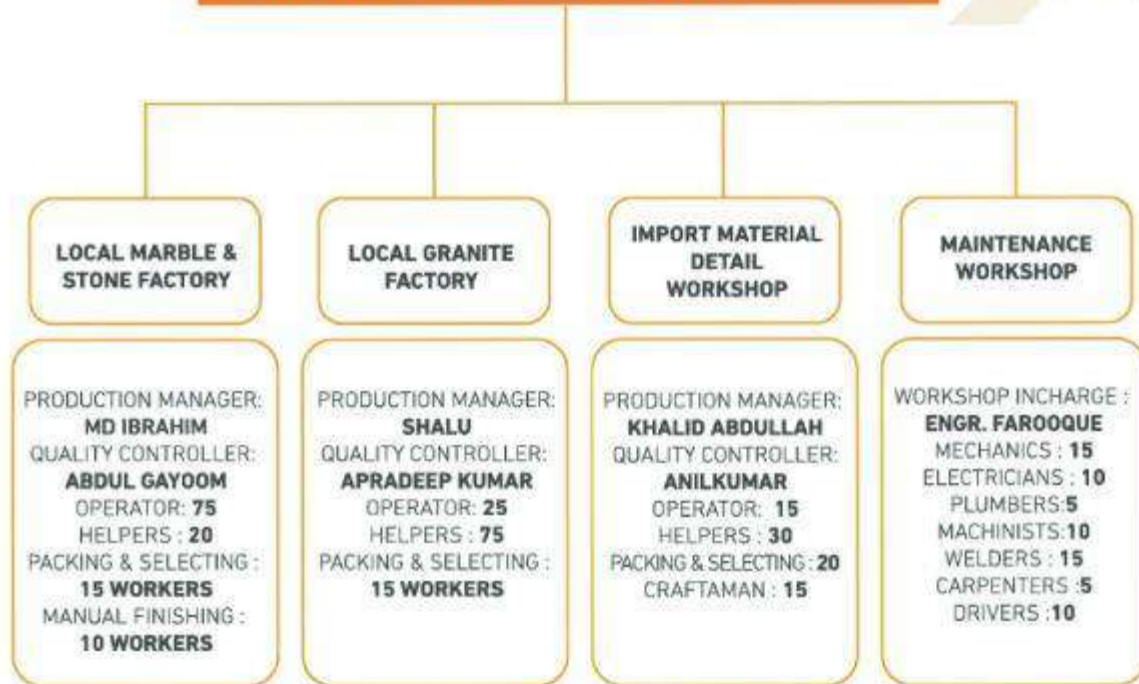 LOCAL MARBLE &
STONE FACTORY
PRODUCTION MANAGER:
MD IBRAHIM
QUALITY CONTROLLER:
ABDUL GAYOOM
OPERATOR: 75
HELPERS : 20
PACKING & SELECTING :
15 WORKERS
MANUAL FINISHING :
10 WORKERS
LOCAL GRANITE
FACTORY
PRODUCTION MANAGER:
SHALU
QUALITY CONTROLLER:
APRADEEP KUMAR
OPERATOR: 25
HELPERS : 75
PACKING & SELECTING :
15 WORKERS
IMPORT MATERIAL
DETAIL
WORKSHOP
PRODUCTION MANAGER:
KHALID ABDULLAH
QUALITY CONTROLLER:
ANILKUMAR
OPERATOR: 15
HELPERS : 30
PACKING & SELECTING : 20
CRAFTAMAN : 15
MAINTENANCE
WORKSHOP
WORKSHOP INCHARGE :
ENGR. FAROOQUE
MECHANICS : 15
ELECTRICIANS : 10
PLUMBERS:5
MACHINISTS:10
WELDERS : 15
CARPENTERS :5
DRIVERS :10